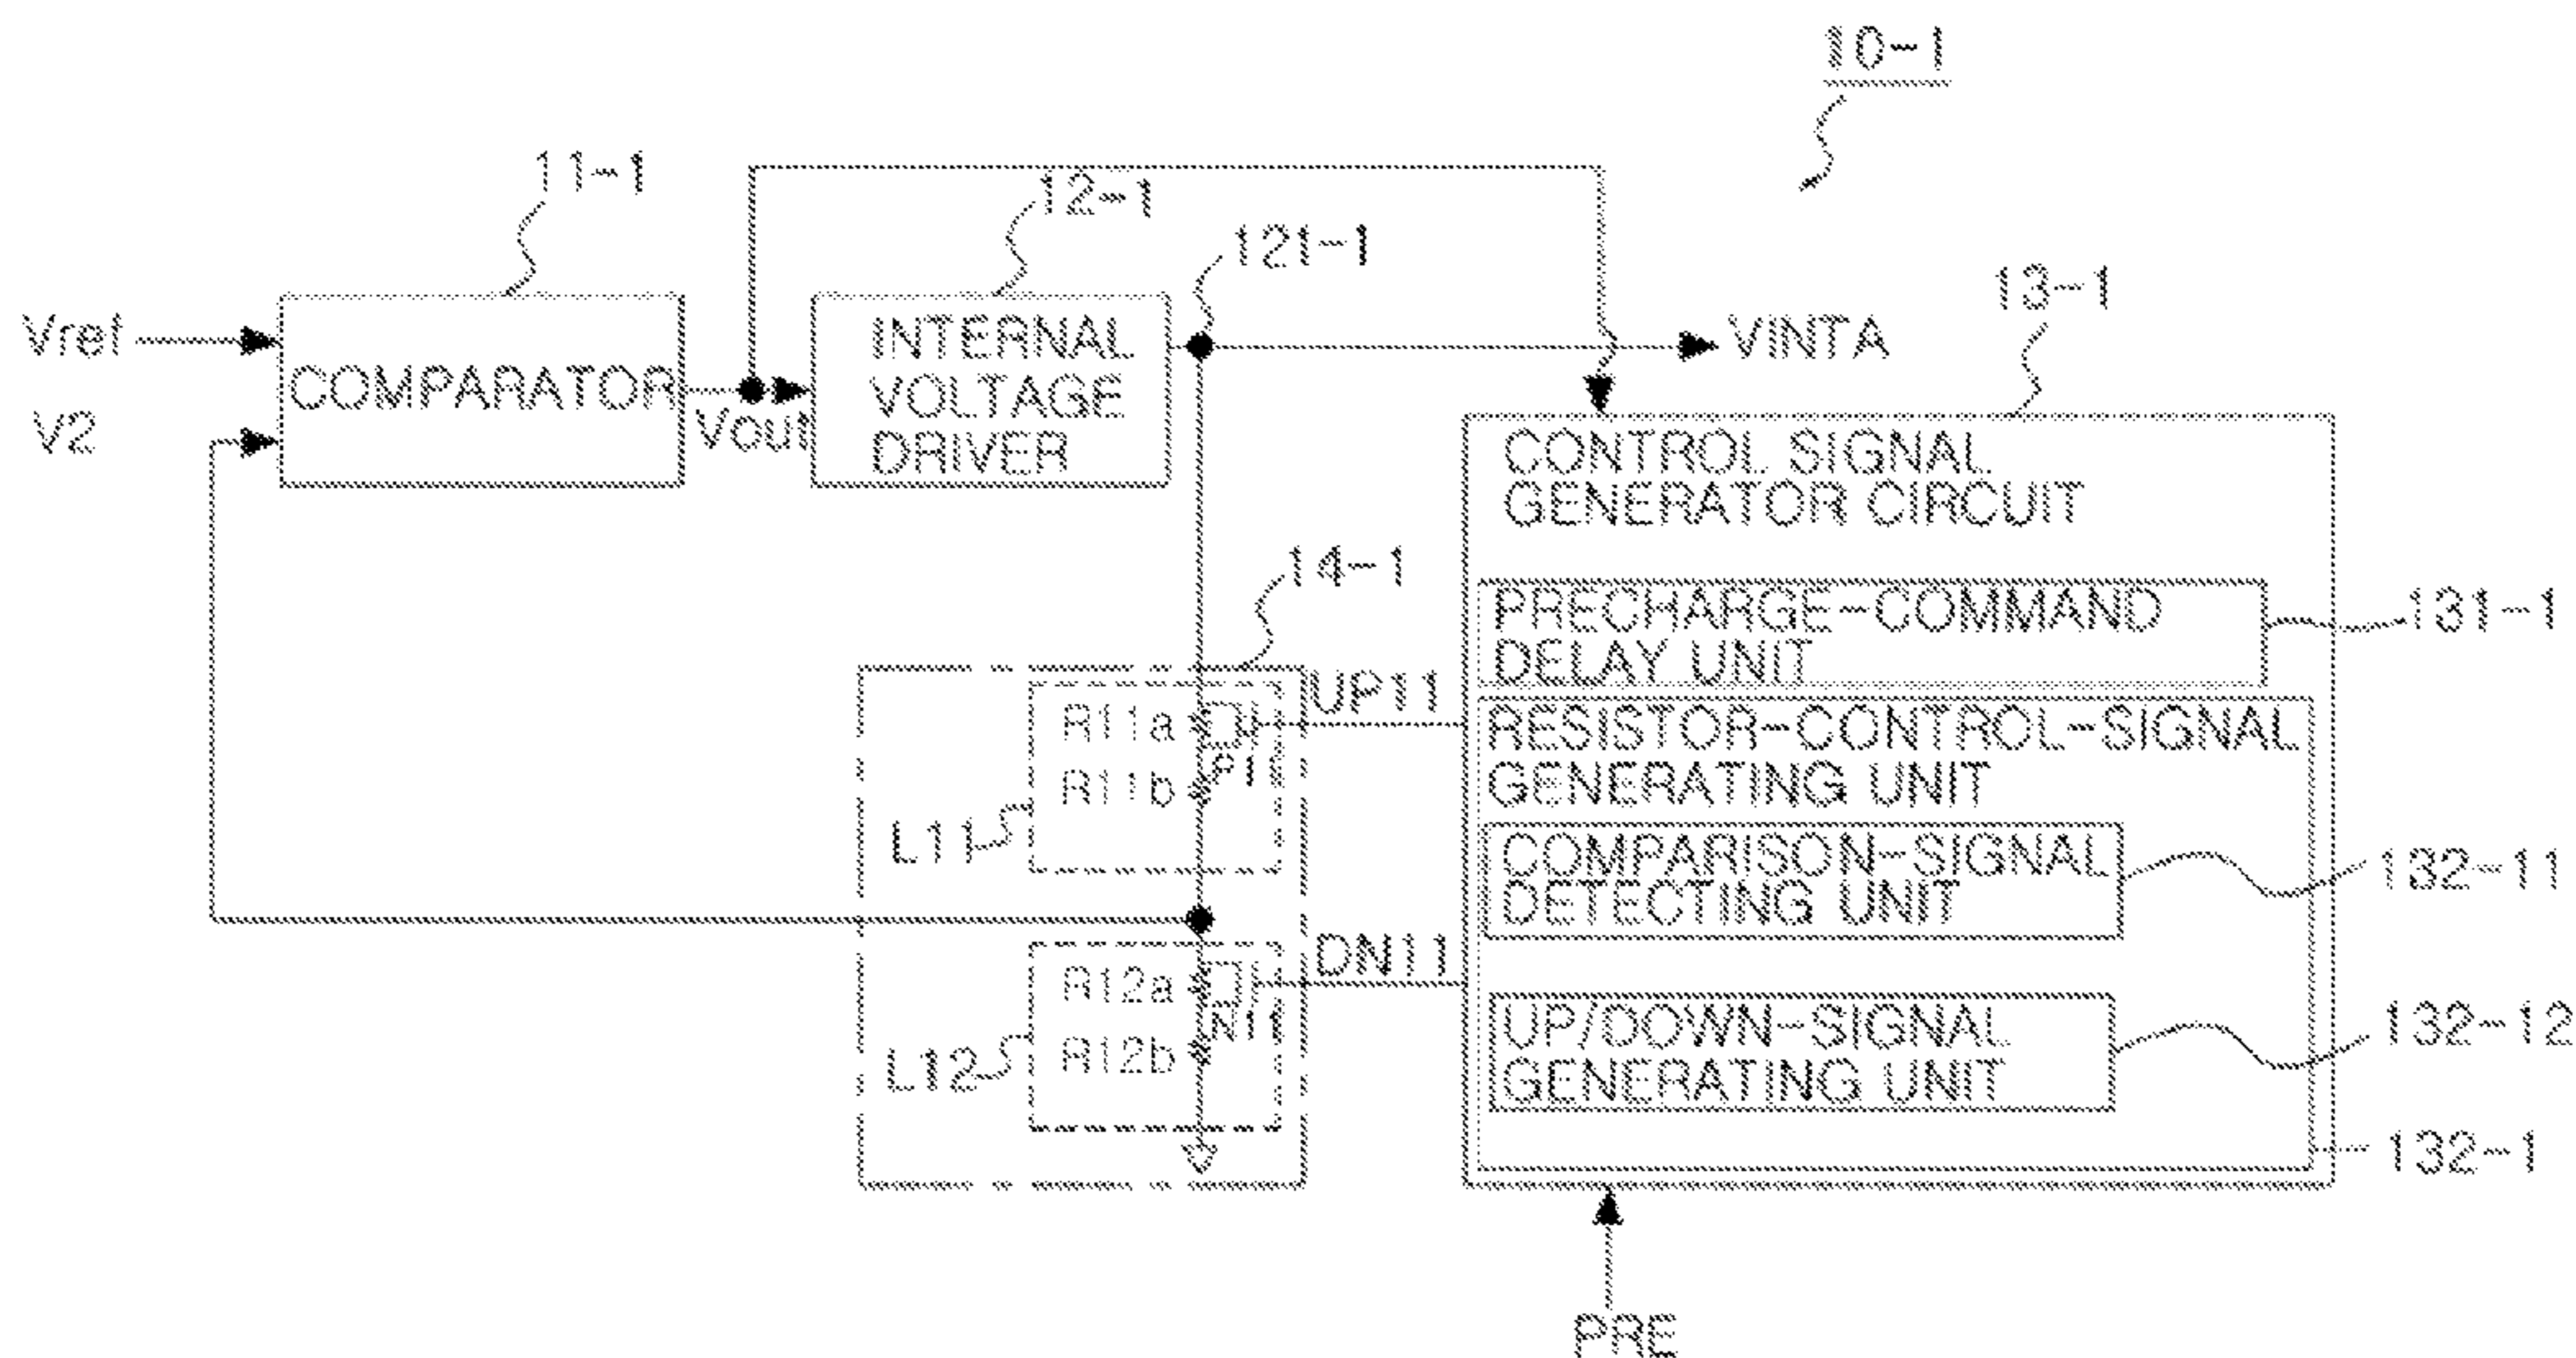 10-1
11-1
12-1
121-1
13-1
Vref
COMPARATOR
V2
Vout
INTERNAL
VOLTAGE
DRIVER
VINTA
CONTROL SIGNAL
GENERATOR CIRCUIT
14-1
PRECHARGE-COMMAND
DELAY UNIT
131-1
R11a
P11
UP11
R11b
L11
RESISTOR-CONTROL-SIGNAL
GENERATING UNIT
COMPARISON-SIGNAL
DETECTING UNIT
132-11
R12a
N11
DN11
R12b
L12
UP/DOWN-SIGNAL
GENERATING UNIT
132-12
132-1
PRE